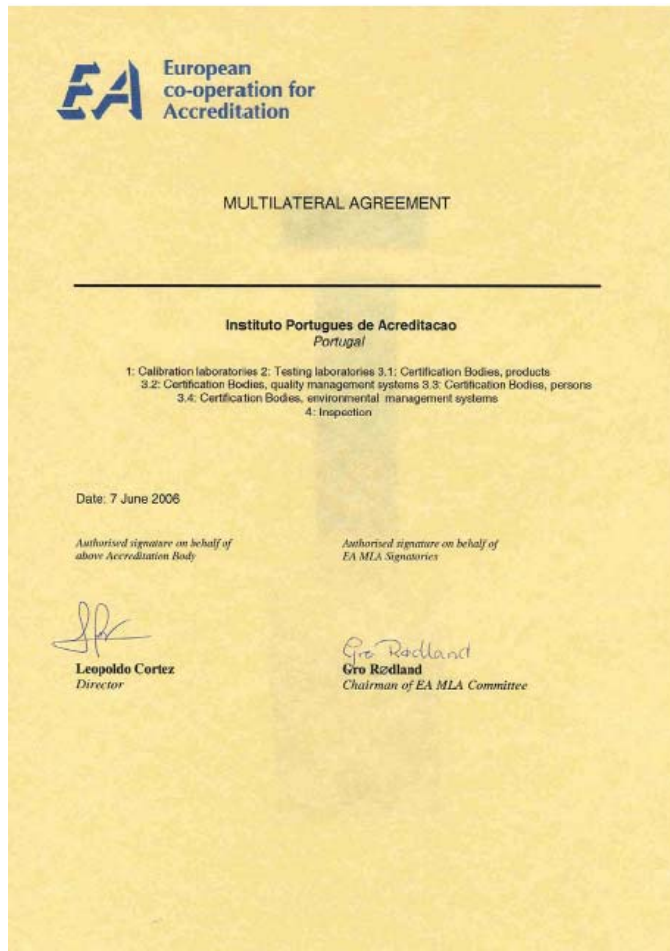 EA
European
co-operation for
Accreditation
MULTILATERAL AGREEMENT
Instituto Portugues de Acreditacao
Portugal
1: Calibration laboratories 2: Testing laboratories 3.1: Certification Bodies, products
3.2: Certification Bodies, quality management systems 3.3: Certification Bodies, persons
3.4: Certification Bodies, environmental management systems
4: Inspection
Date: 7 June 2006
Authorised signature on behalf of
above Accreditation Body
Authorised signature on behalf of
EA MLA Signatories
Gro Rødland
Leopoldo Cortez
Director
Gro Rødland
Chairman of EA MLA Committee